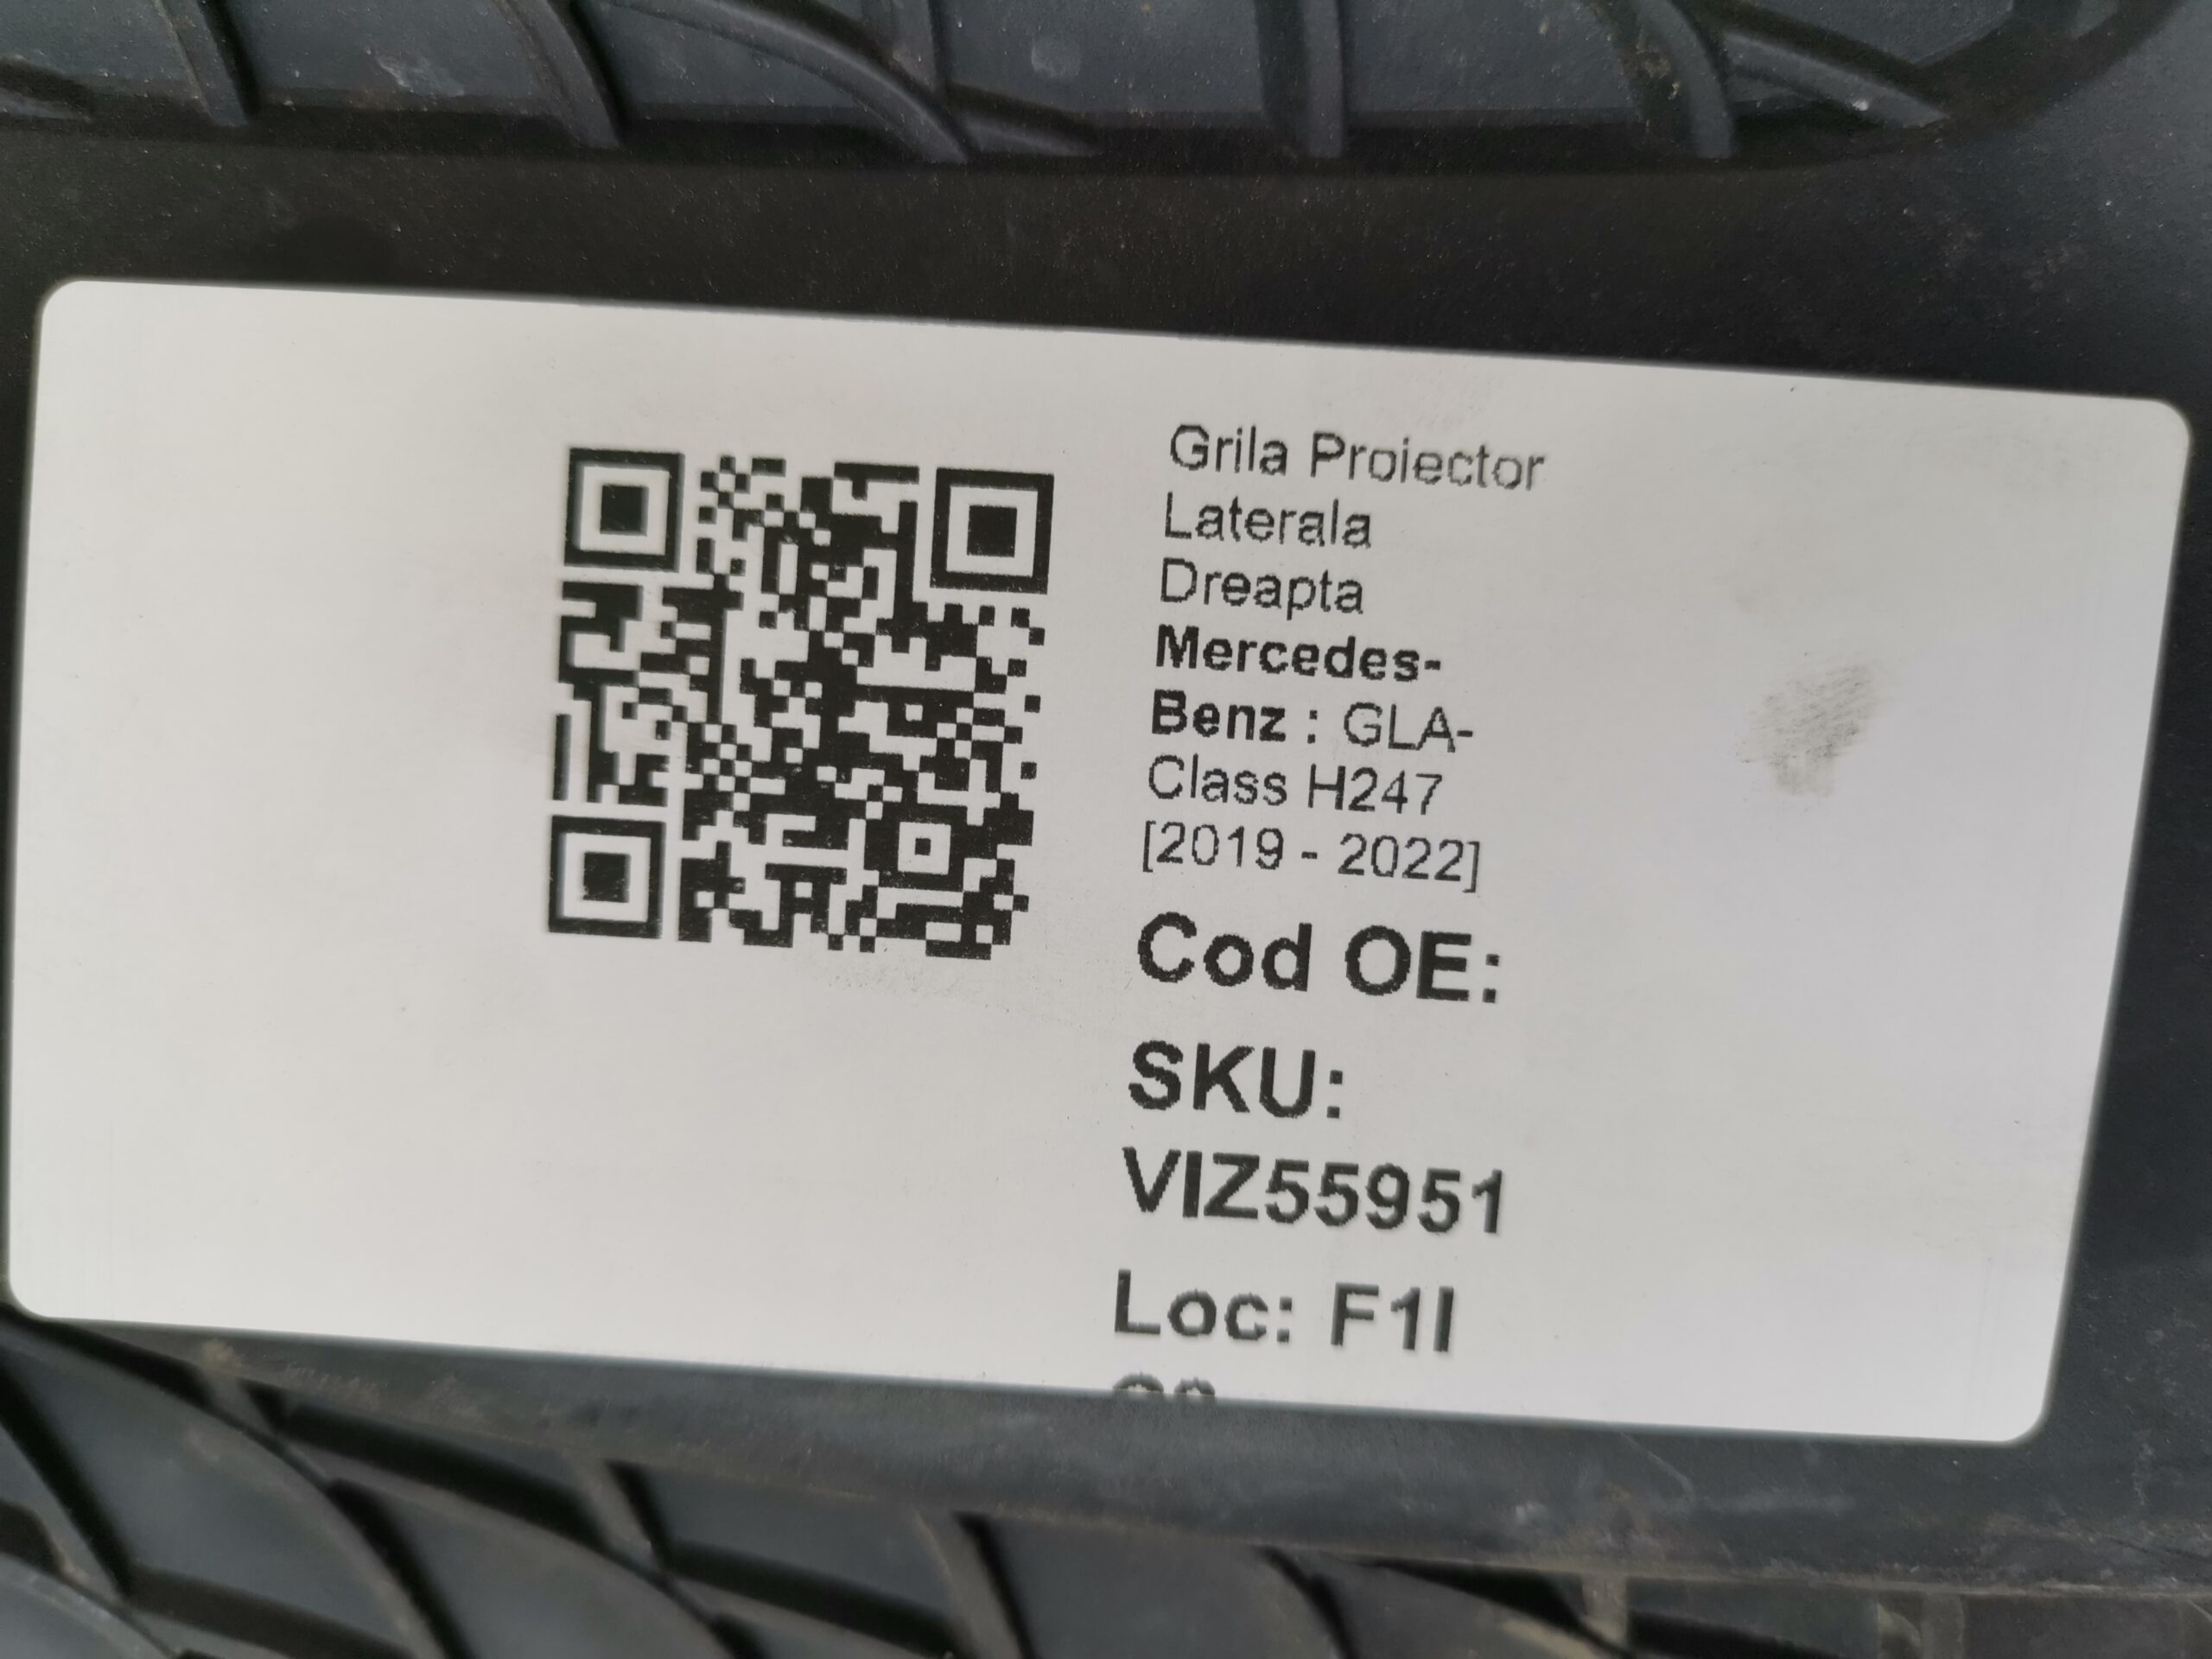 Grila Proiector
Laterala
Dreapta
Mercedes-
Benz : GLA-
Class H247
[2019 - 2022]
Cod OE:
SKU:
VIZ55951
Loc: F1I